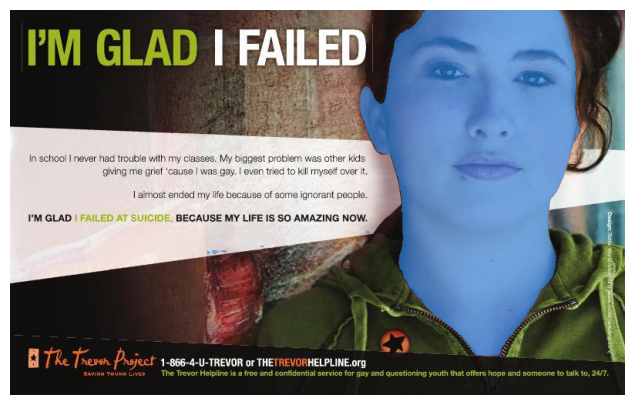 I'M GLAD I FAILED
In school I never had trouble with my classes. My biggest problem was other kids
giving me grief 'cause I was gay. I even tried to kill myself over it.
I almost ended my life because of some ignorant people.
I'M GLAD I FAILED AT SUICIDE, BECAUSE MY LIFE IS SO AMAZING NOW.
The Trevor Project
SAVING YOUNG LIVES
1-866-4-U-TREVOR or THETREVORHELPLINE.org
The Trevor Helpline is a free and confidential service for gay and questioning youth that offers hope and someone to talk to, 24/7.
Design: